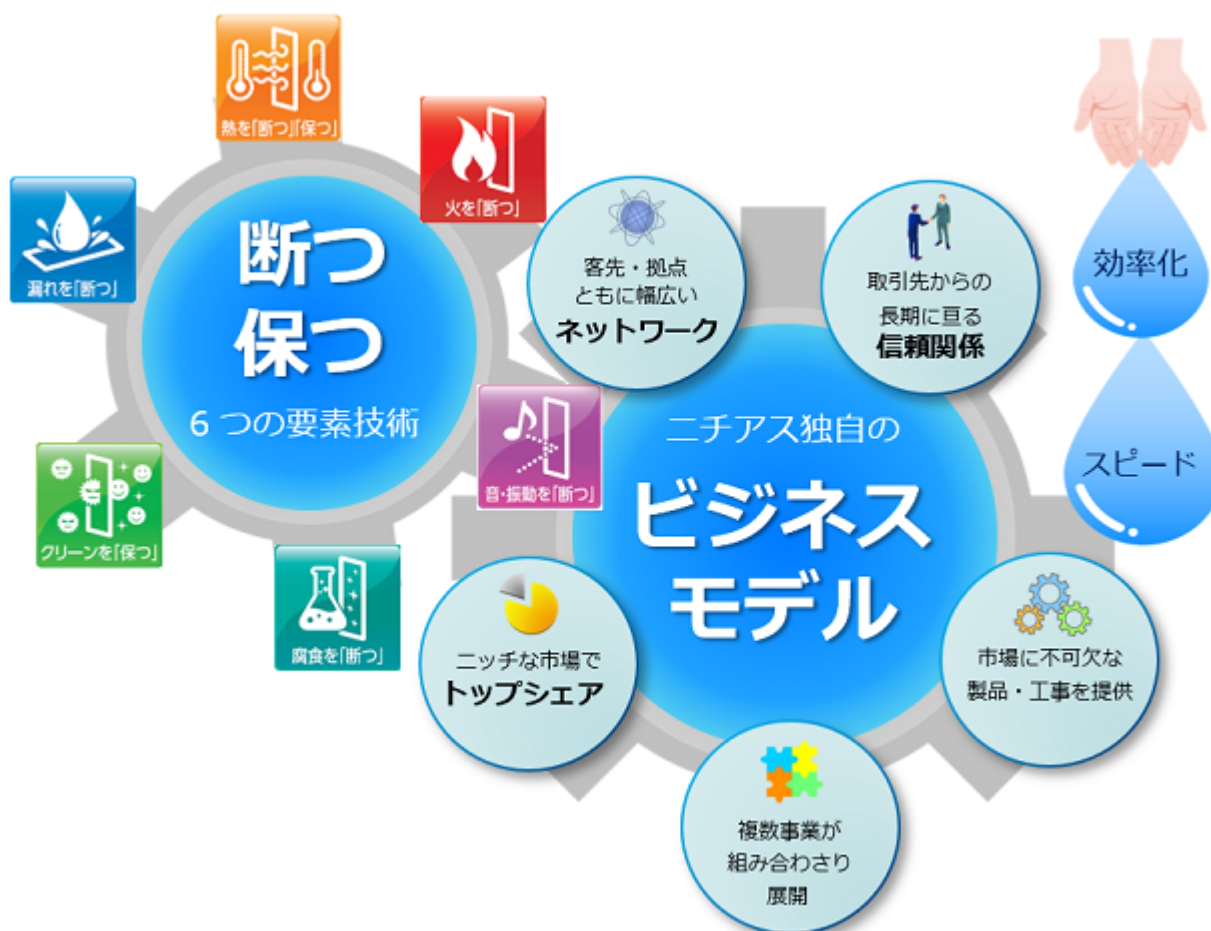 熱を「断つ」「保つ」
火を「断つ」
漏れを「断つ」
断つ
保つ
6 つの要素技術
音・振動を「断つ」
クリーンを「保つ」
腐食を「断つ」
客先・拠点
ともに幅広い
ネットワーク
取引先からの
長期に亘る
信頼関係
ニチアス独自の
ビジネス
モデル
ニッチな市場で
トップシェア
市場に不可欠な
製品・工事を提供
複数事業が
組み合わさり
展開
効率化
スピード